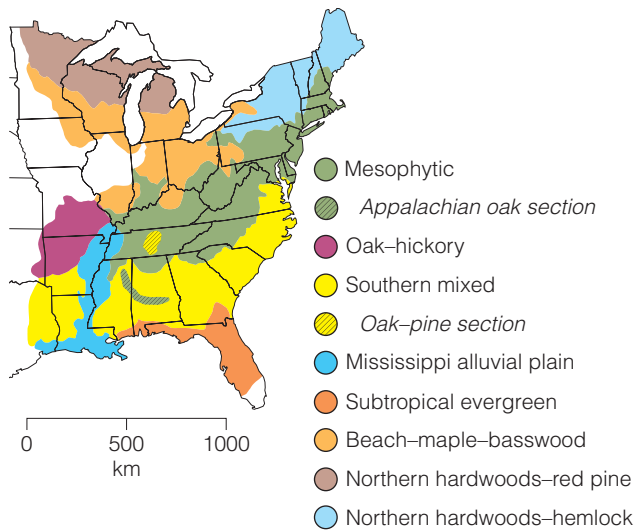 Mesophytic
Appalachian oak section
Oak–hickory
Southern mixed
Oak–pine section
Mississippi alluvial plain
Subtropical evergreen
Beach–maple–basswood
Northern hardwoods–red pine
Northern hardwoods–hemlock
0 500 1000
km